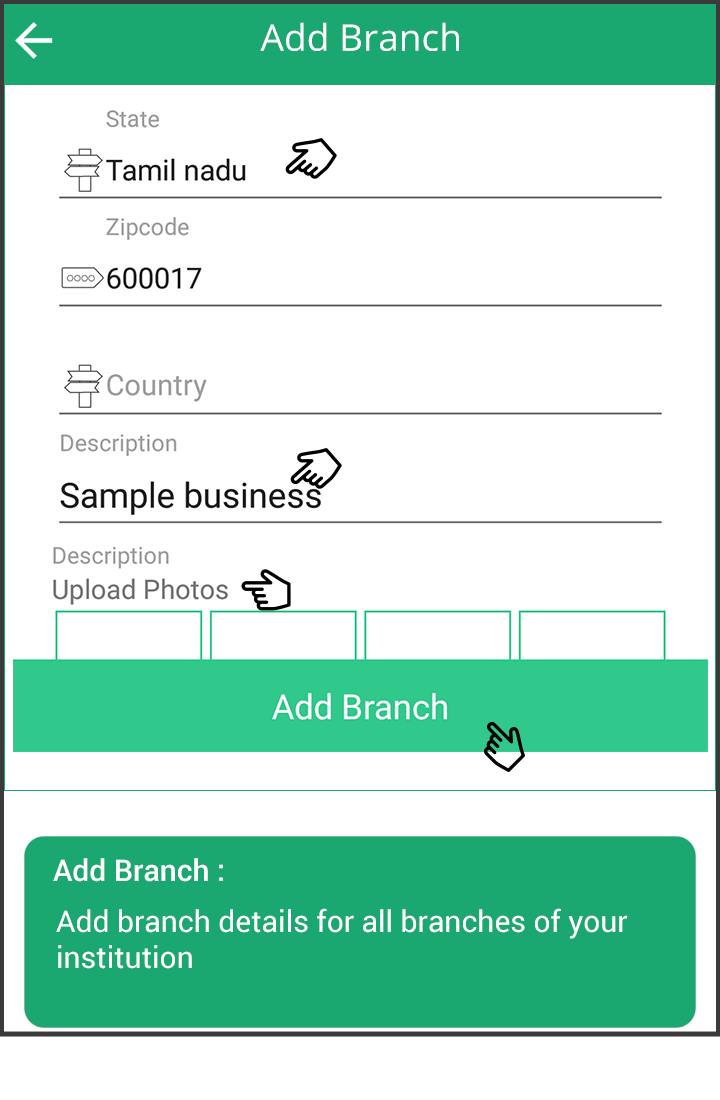 Add Branch
State
Tamil nadu
Zipcode
600017
Country
Description
Sample business
Description
Upload Photos
Add Branch
Add Branch :
Add branch details for all branches of your
institution